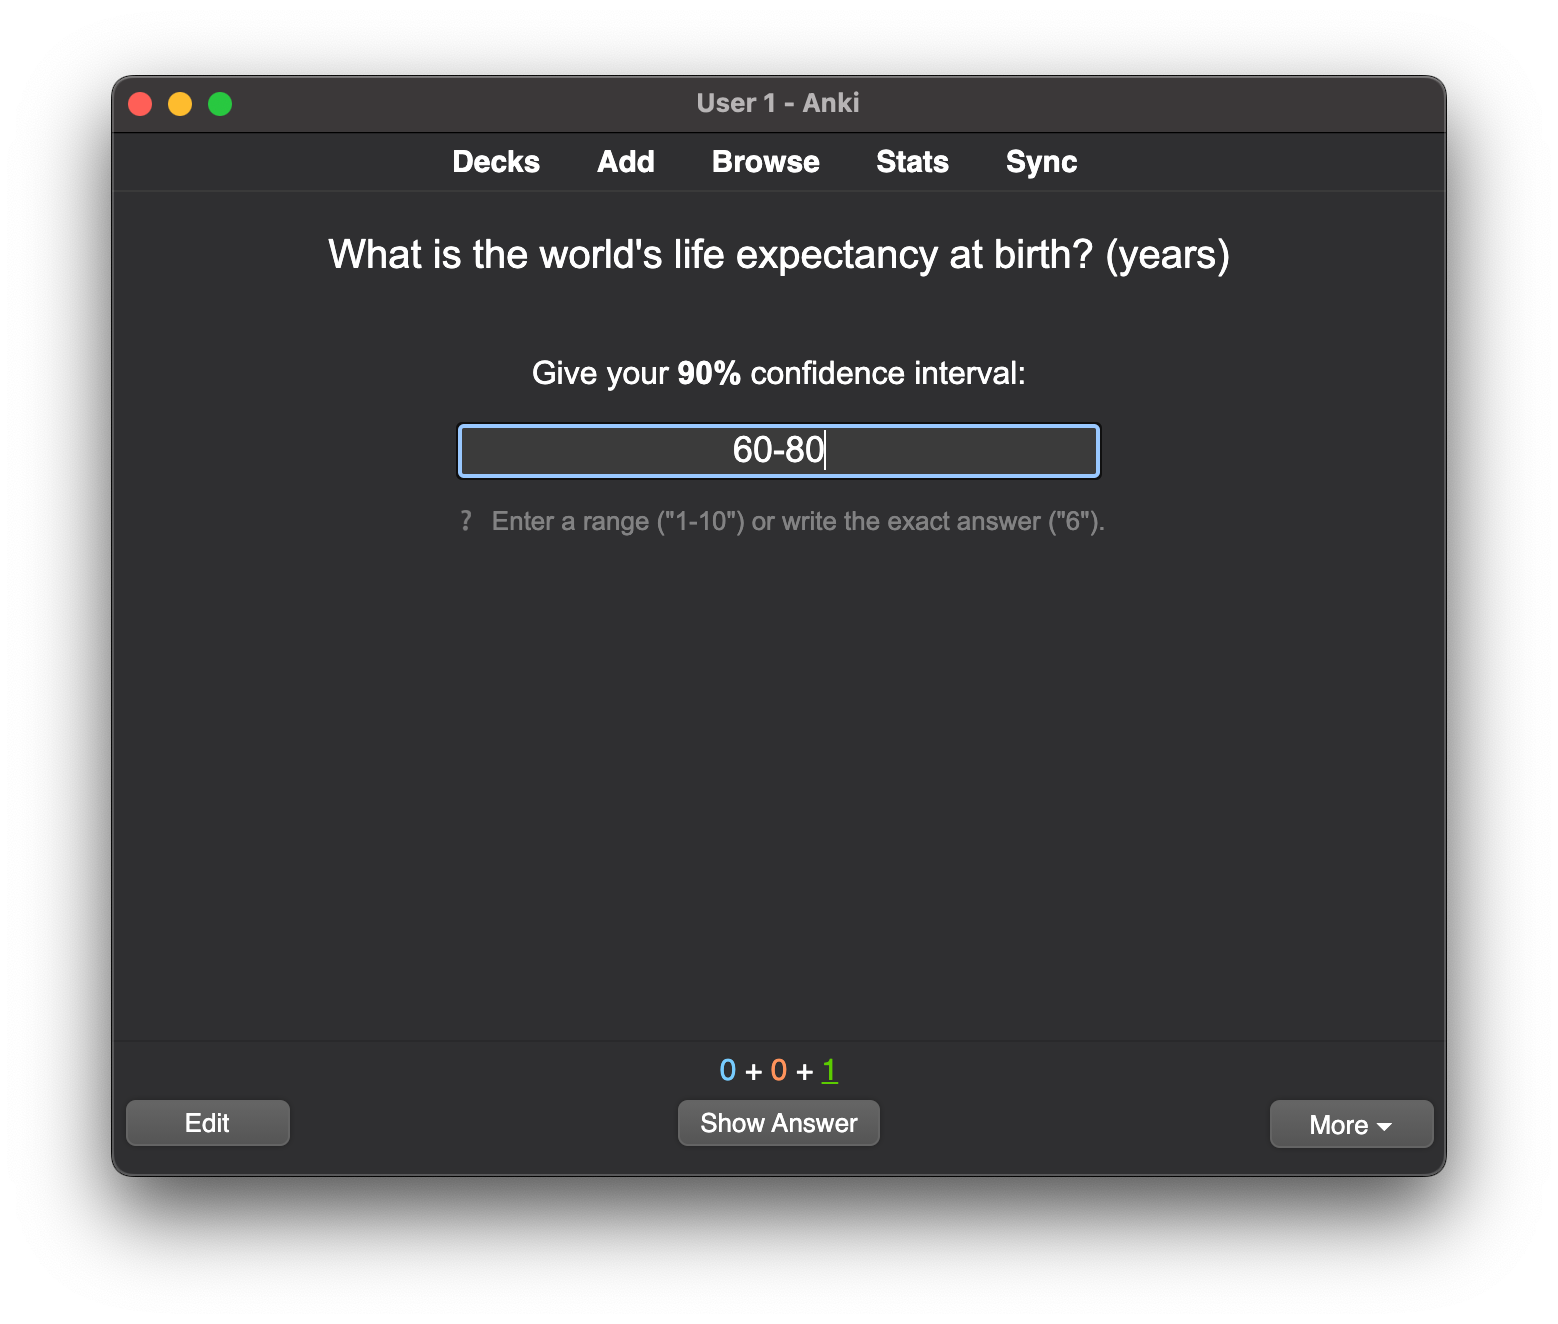 User 1 - Anki
Decks Add Browse Stats Sync
What is the world's life expectancy at birth? (years)
Give your 90% confidence interval:
60-80
? Enter a range ("1-10") or write the exact answer ("6").
0 + 0 + 1
Edit Show Answer More